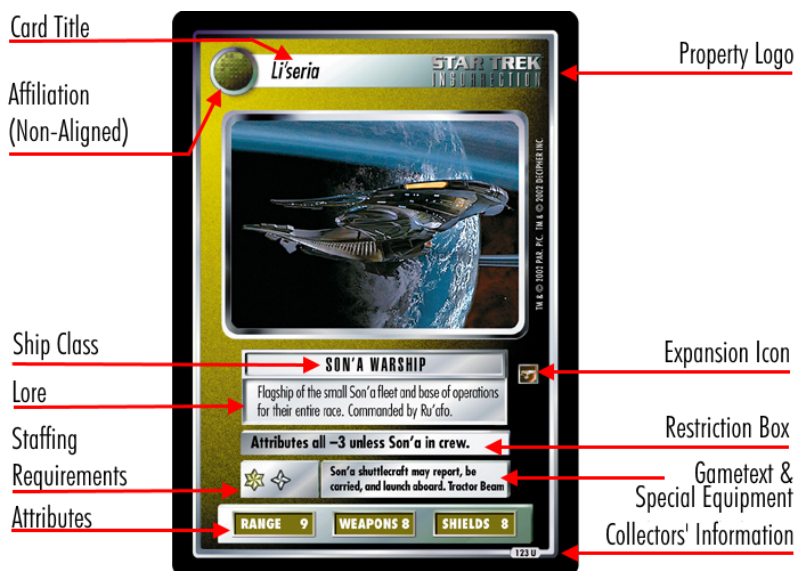 Card Title
Li'seria
STAR TREK
INSURRECTION
Property Logo
Affiliation
(Non-Aligned)
TM & © 2002 PAR. PIC. TM & © 2002 DECIPHER INC.
Ship Class
SON'A WARSHIP
Expansion Icon
Lore
Flagship of the small Son'a fleet and base of operations
for their entire race. Commanded by Ru'afo.
Restriction Box
Attributes all –3 unless Son'a in crew.
Staffing
Requirements
Son'a shuttlecraft may report, be
carried, and launch aboard. Tractor Beam
Gametext &
Special Equipment
Attributes
RANGE 9 WEAPONS 8 SHIELDS 8
Collectors' Information
123 U